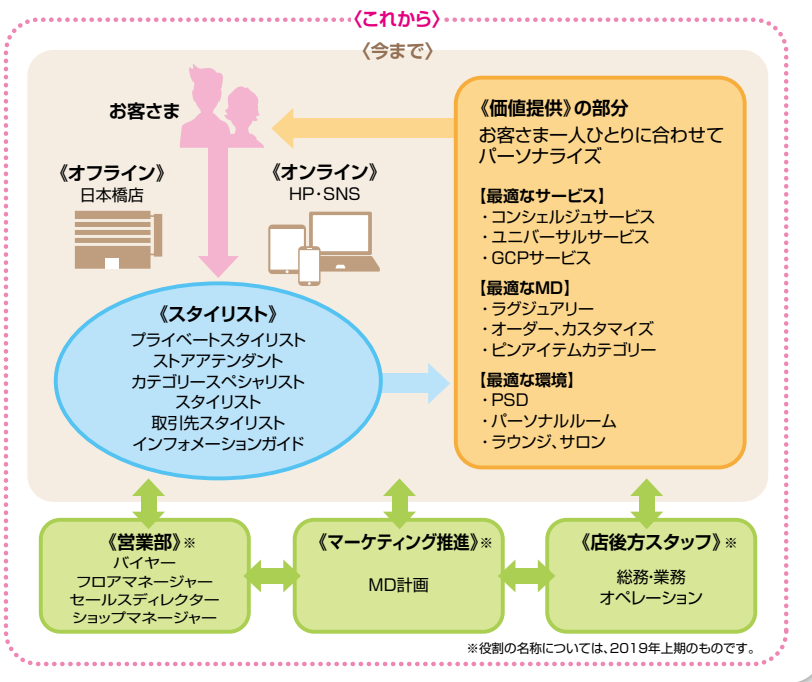 〈これから〉
〈今まで〉
お客さま
《オフライン》
日本橋店
《オンライン》
HP・SNS
《スタイリスト》
プライベートスタイリスト
ストアアテンダント
カテゴリースペシャリスト
スタイリスト
取引先スタイリスト
インフォメーションガイド
《価値提供》の部分
お客さま一人ひとりに合わせて
パーソナライズ
【最適なサービス】
・コンシェルジュサービス
・ユニバーサルサービス
・GCPサービス
【最適なMD】
・ラグジュアリー
・オーダー、カスタマイズ
・ピンアイテムカテゴリー
【最適な環境】
・PSD
・パーソナルルーム
・ラウンジ、サロン
《営業部》※
バイヤー
フロアマネージャー
セールスディレクター
ショップマネージャー
《マーケティング推進》※
MD計画
《店後方スタッフ》※
総務・業務
オペレーション
※役割の名称については、2019年上期のものです。